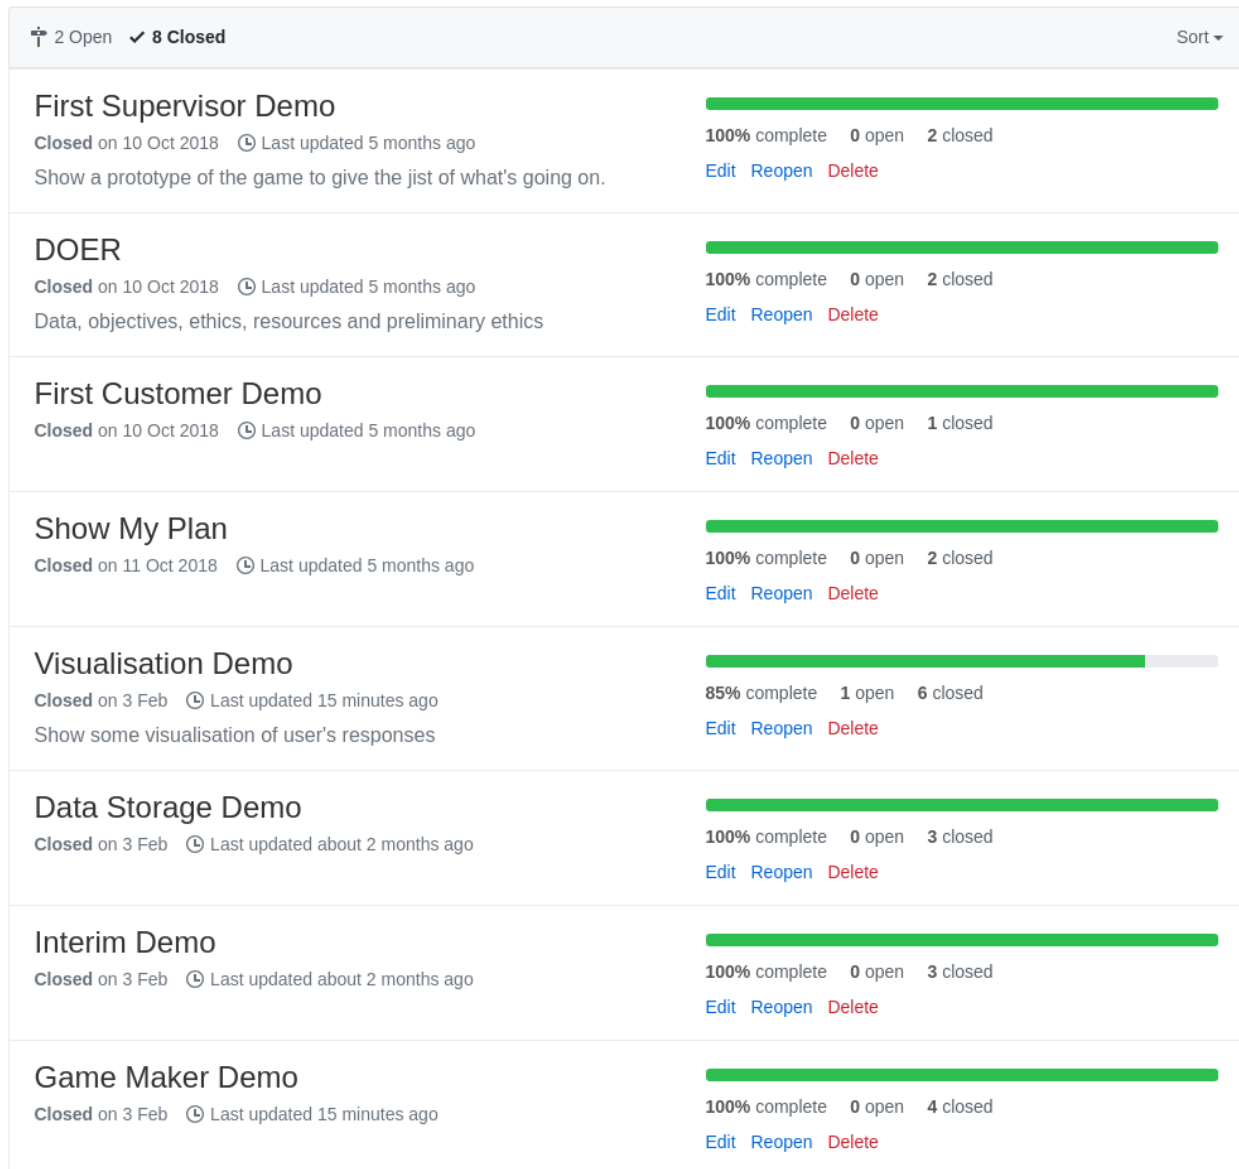 2 Open 8 Closed Sort
First Supervisor Demo
Closed on 10 Oct 2018 Last updated 5 months ago
Show a prototype of the game to give the jist of what's going on.
100% complete 0 open 2 closed
Edit Reopen Delete
DOER
Closed on 10 Oct 2018 Last updated 5 months ago
Data, objectives, ethics, resources and preliminary ethics
100% complete 0 open 2 closed
Edit Reopen Delete
First Customer Demo
Closed on 10 Oct 2018 Last updated 5 months ago
100% complete 0 open 1 closed
Edit Reopen Delete
Show My Plan
Closed on 11 Oct 2018 Last updated 5 months ago
100% complete 0 open 2 closed
Edit Reopen Delete
Visualisation Demo
Closed on 3 Feb Last updated 15 minutes ago
Show some visualisation of user's responses
85% complete 1 open 6 closed
Edit Reopen Delete
Data Storage Demo
Closed on 3 Feb Last updated about 2 months ago
100% complete 0 open 3 closed
Edit Reopen Delete
Interim Demo
Closed on 3 Feb Last updated about 2 months ago
100% complete 0 open 3 closed
Edit Reopen Delete
Game Maker Demo
Closed on 3 Feb Last updated 15 minutes ago
100% complete 0 open 4 closed
Edit Reopen Delete